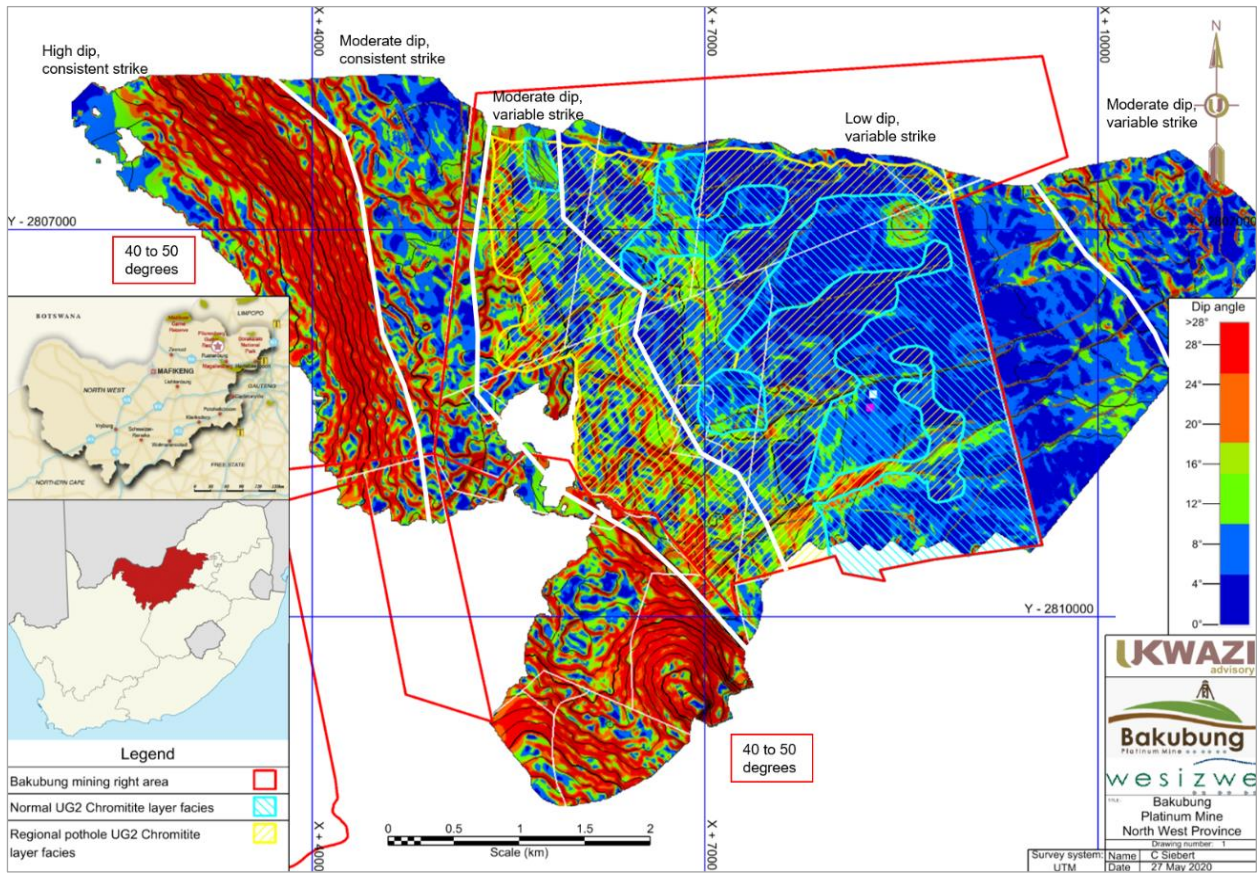 X + 4000
X + 7000
X + 10000
N
High dip,
consistent strike
Moderate dip,
consistent strike
Moderate dip,
variable strike
Low dip,
variable strike
Moderate dip,
variable strike
Y - 2807000
40 to 50
degrees
BOTSWANA
LIMPOPO
MAFIKENG
NORTH WEST
GAUTENG
Vryburg
Klerksdorp
Potchefstroom
FREE STATE
NORTHERN CAPE
Dip angle
>28°
28°
24°
20°
16°
12°
8°
4°
0°
Y - 2810000
40 to 50
degrees
Legend
Bakubung mining right area
Normal UG2 Chromitite layer facies
Regional pothole UG2 Chromitite
layer facies
X + 4000
X + 7000
0 0.5 1 1.5 2
Scale (km)
UKWAZI
advisory
Bakubung
Platinum Mine
wesizwe
TITLE:
Bakubung
Platinum Mine
North West Province
Drawing number: 1
Survey system: Name C Siebert
UTM Date 27 May 2020